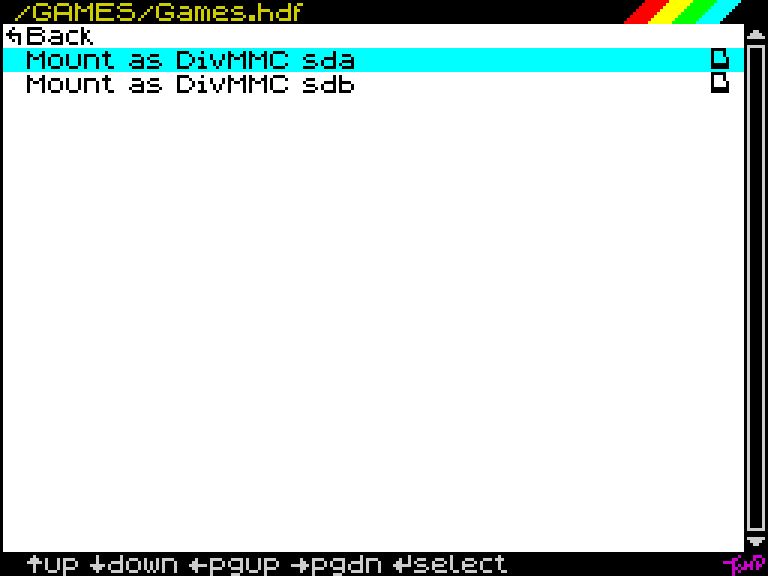 /GAMES/Games.hdf
↰Back
Mount as DivMMC sda
Mount as DivMMC sdb
↑up ↓down ←pgup →pgdn ↵select